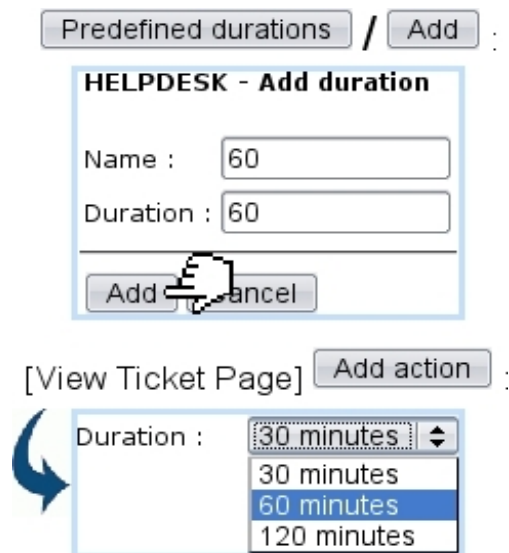 Predefined durations / Add :
HELPDESK - Add duration
Name : 60
Duration : 60
Add Cancel
[View Ticket Page] Add action :
Duration : 30 minutes
30 minutes
60 minutes
120 minutes